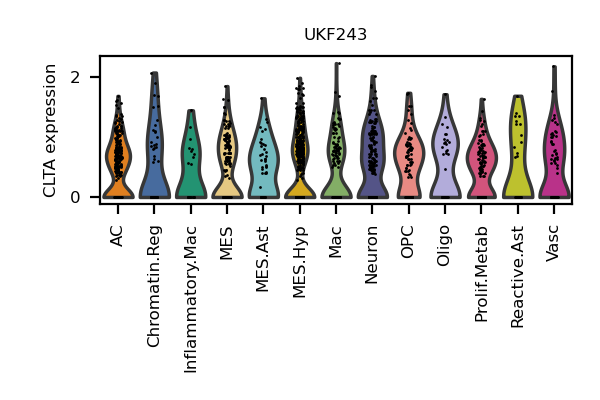 UKF243
CLTA expression
2
0
AC
Chromatin.Reg
Inflammatory.Mac
MES
MES.Ast
MES.Hyp
Mac
Neuron
OPC
Oligo
Prolif.Metab
Reactive.Ast
Vasc